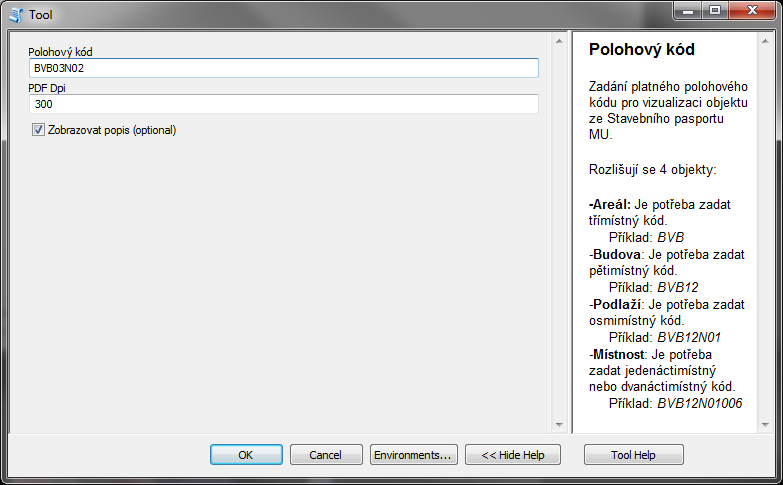 Tool
Polohový kód
BVB03N02
PDF Dpi
300
Zobrazovat popis (optional)
Polohový kód
Zadání platného polohového
kódu pro vizualizaci objektu
ze Stavebního pasportu
MU.
Rozlišují se 4 objekty:
-Areál: Je potřeba zadat
třímístný kód.
Příklad: BVB
-Budova: Je potřeba zadat
pětimístný kód.
Příklad: BVB12
-Podlaží: Je potřeba zadat
osmimístný kód.
Příklad: BVB12N01
-Místnost: Je potřeba
zadat jedenáctimístný
nebo dvanáctimístný kód.
Příklad: BVB12N01006
OK
Cancel
Environments...
<< Hide Help
Tool Help